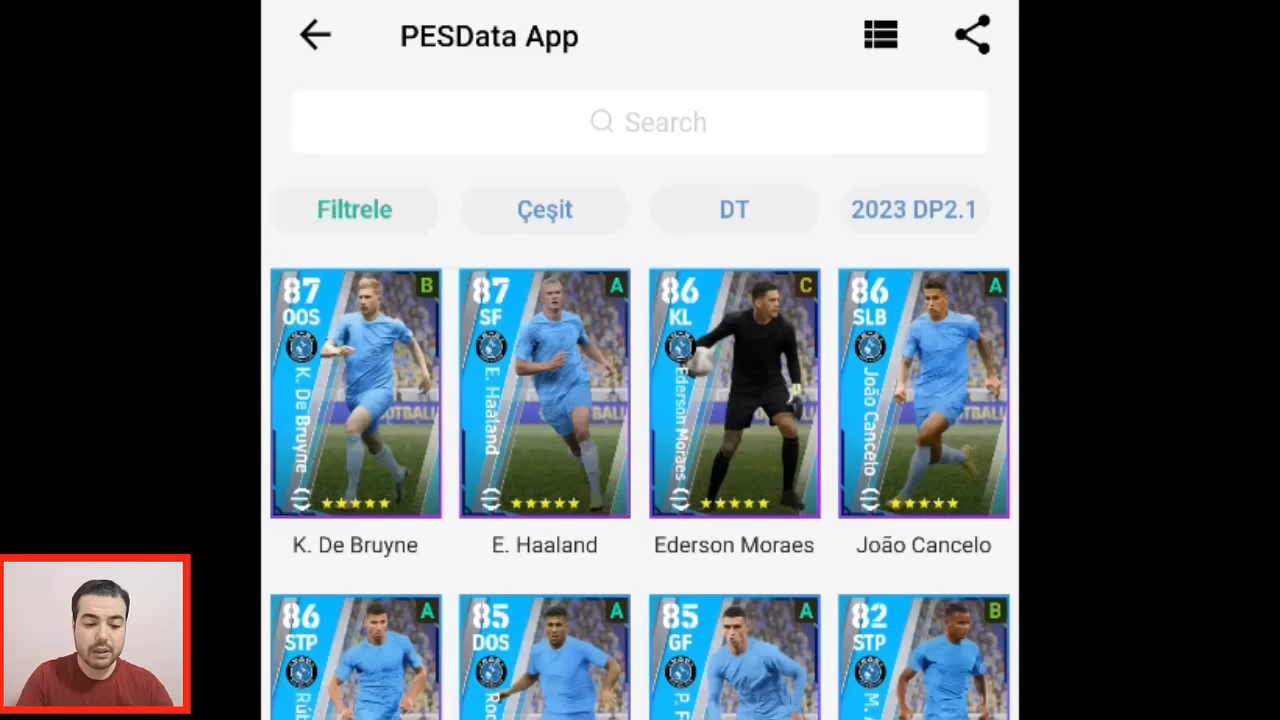 PESData App
Search
Filtrele Çeşit DT 2023 DP2.1
87 B 87 A 86 C 86 A
OOS SF KL SLB
K. De Bruyne E. Haaland Ederson Moraes João Cancelo
K. De Bruyne E. Haaland Ederson Moraes João Cancelo
86 A 85 A 85 A 82 B
STP DOS GF STP